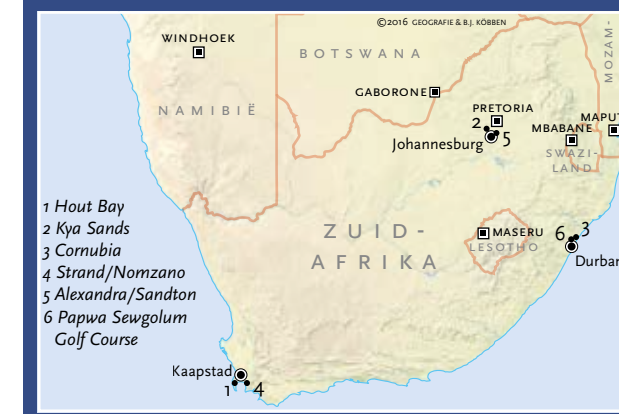 ©2016 GEOGRAFIE & B.J. KÖBBEN
WINDHOEK
BOTSWANA
MOZAM-
GABORONE
NAMIBIË
PRETORIA
2
MAPUT
MBABANE
Johannesburg
5
SWAZI-
LAND
1 Hout Bay
2 Kya Sands
3 Cornubia
4 Strand/Nomzano
5 Alexandra/Sandton
6 Papwa Sewgolum
Golf Course
ZUID-
AFRIKA
MASERU
LESOTHO
6
3
Durban
Kaapstad
1
4